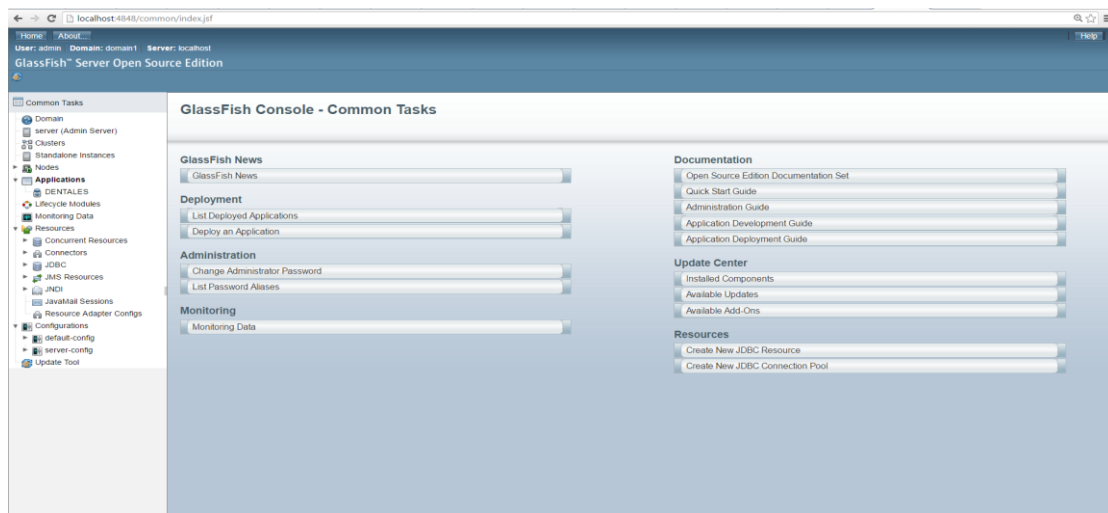 localhost:4848/common/index.jsf
Home About...
Help
User: admin Domain: domain1 Server: localhost
GlassFish™ Server Open Source Edition
Common Tasks
Domain
server (Admin Server)
Clusters
Standalone Instances
Nodes
Applications
DENTALES
Lifecycle Modules
Monitoring Data
Resources
Concurrent Resources
Connectors
JDBC
JMS Resources
JNDI
JavaMail Sessions
Resource Adapter Configs
Configurations
default-config
server-config
Update Tool
GlassFish Console - Common Tasks
GlassFish News
GlassFish News
Deployment
List Deployed Applications
Deploy an Application
Administration
Change Administrator Password
List Password Aliases
Monitoring
Monitoring Data
Documentation
Open Source Edition Documentation Set
Quick Start Guide
Administration Guide
Application Development Guide
Application Deployment Guide
Update Center
Installed Components
Available Updates
Available Add-Ons
Resources
Create New JDBC Resource
Create New JDBC Connection Pool